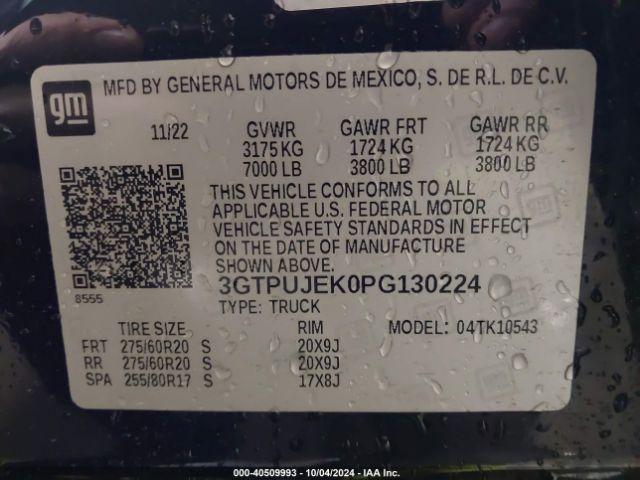 gm
MFD BY GENERAL MOTORS DE MEXICO, S. DE R.L. DE C.V.
11/22 GVWR GAWR FRT GAWR RR
3175 KG 1724 KG 1724 KG
7000 LB 3800 LB 3800 LB
THIS VEHICLE CONFORMS TO ALL
APPLICABLE U.S. FEDERAL MOTOR
VEHICLE SAFETY STANDARDS IN EFFECT
ON THE DATE OF MANUFACTURE
SHOWN ABOVE.
8555 3GTPUJEK0PG130224
TYPE: TRUCK
TIRE SIZE RIM MODEL: 04TK10543
FRT 275/60R20 S 20X9J
RR 275/60R20 S 20X9J
SPA 255/80R17 S 17X8J
000-40509993 - 10/04/2024 - IAA Inc.